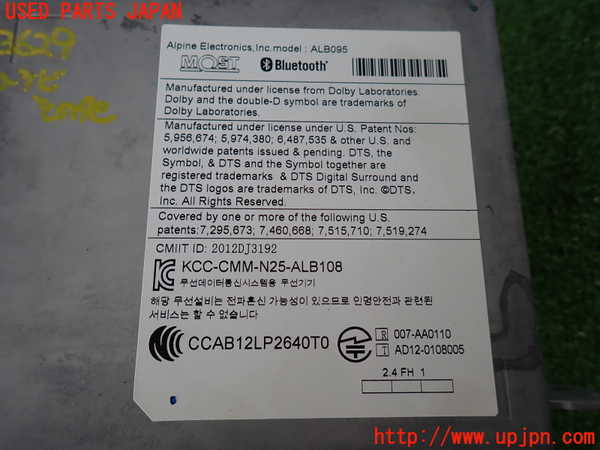 USED PARTS JAPAN
3629
Alpine Electronics,Inc.model : ALB095
MOST Bluetooth®
Manufactured under license from Dolby Laboratories.
Dolby and the double-D symbol are trademarks of
Dolby Laboratories.
Manufactured under license under U.S. Patent Nos:
5,956,674; 5,974,380; 6,487,535 & other U.S. and
worldwide patents issued & pending. DTS, the
Symbol, & DTS and the Symbol together are
registered trademarks & DTS Digital Surround and
the DTS logos are trademarks of DTS, Inc. ©DTS,
Inc. All Rights Reserved.
Covered by one or more of the following U.S.
patents:7,295,673; 7,460,668; 7,515,710; 7,519,274
CMIIT ID: 2012DJ3192
KCC-CMM-N25-ALB108
무선데이터통신시스템용 무선기기
해당 무선설비는 전파혼신 가능성이 있으므로 인명안전과 관련된
서비스는 할 수 없음
CCAB12LP2640T0
R 007-AA0110
T AD12-0108005
2.4 FH 1
http://www.upjpn.com/